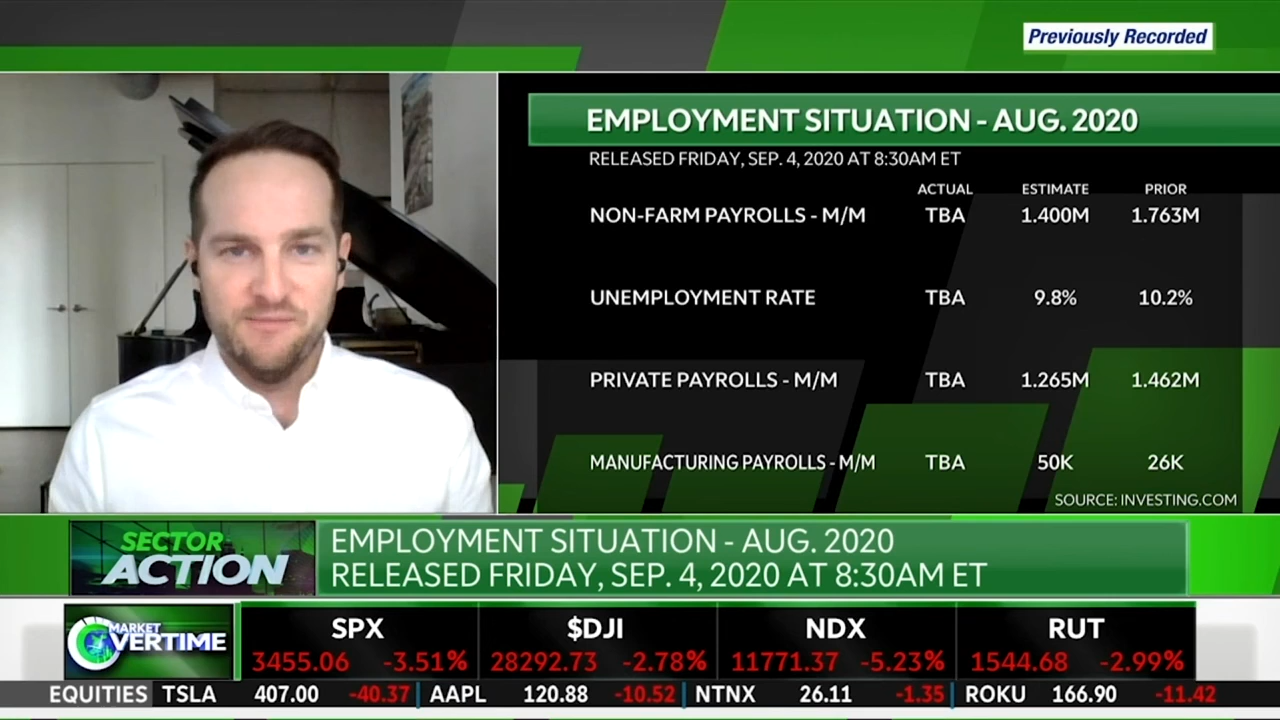 Previously Recorded
EMPLOYMENT SITUATION - AUG. 2020
RELEASED FRIDAY, SEP. 4, 2020 AT 8:30AM ET
ACTUAL ESTIMATE PRIOR
NON-FARM PAYROLLS - M/M TBA 1.400M 1.763M
UNEMPLOYMENT RATE TBA 9.8% 10.2%
PRIVATE PAYROLLS - M/M TBA 1.265M 1.462M
MANUFACTURING PAYROLLS - M/M TBA 50K 26K
SOURCE: INVESTING.COM
SECTOR
ACTION
EMPLOYMENT SITUATION - AUG. 2020
RELEASED FRIDAY, SEP. 4, 2020 AT 8:30AM ET
MARKET
OVERTIME
SPX $DJI NDX RUT
3455.06 -3.51% 28292.73 -2.78% 11771.37 -5.23% 1544.68 -2.99%
EQUITIES TSLA 407.00 -40.37 AAPL 120.88 -10.52 NTNX 26.11 -1.35 ROKU 166.90 -11.42